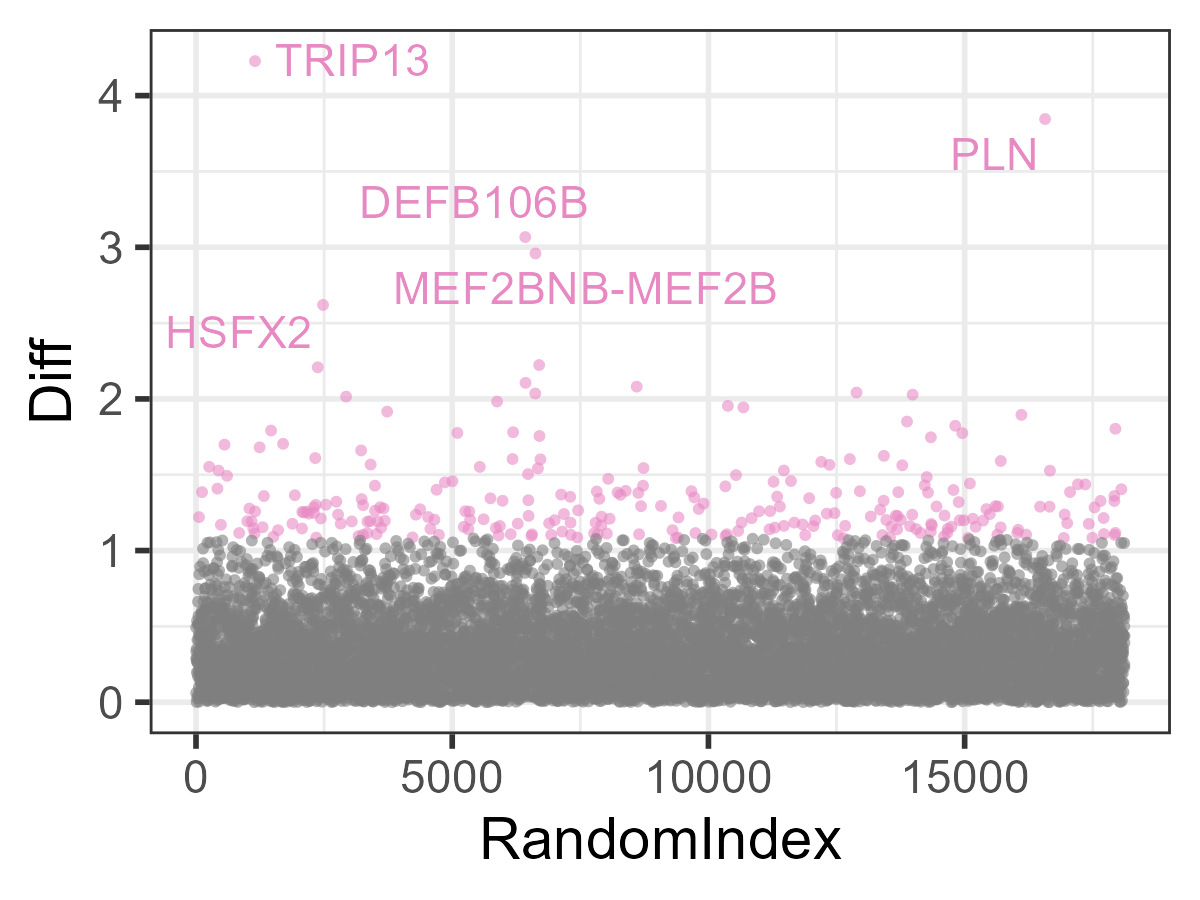 TRIP13
4
PLN
DEFB106B
3
MEF2BNB-MEF2B
HSFX2
Diff
2
1
0
0 5000 10000 15000
RandomIndex